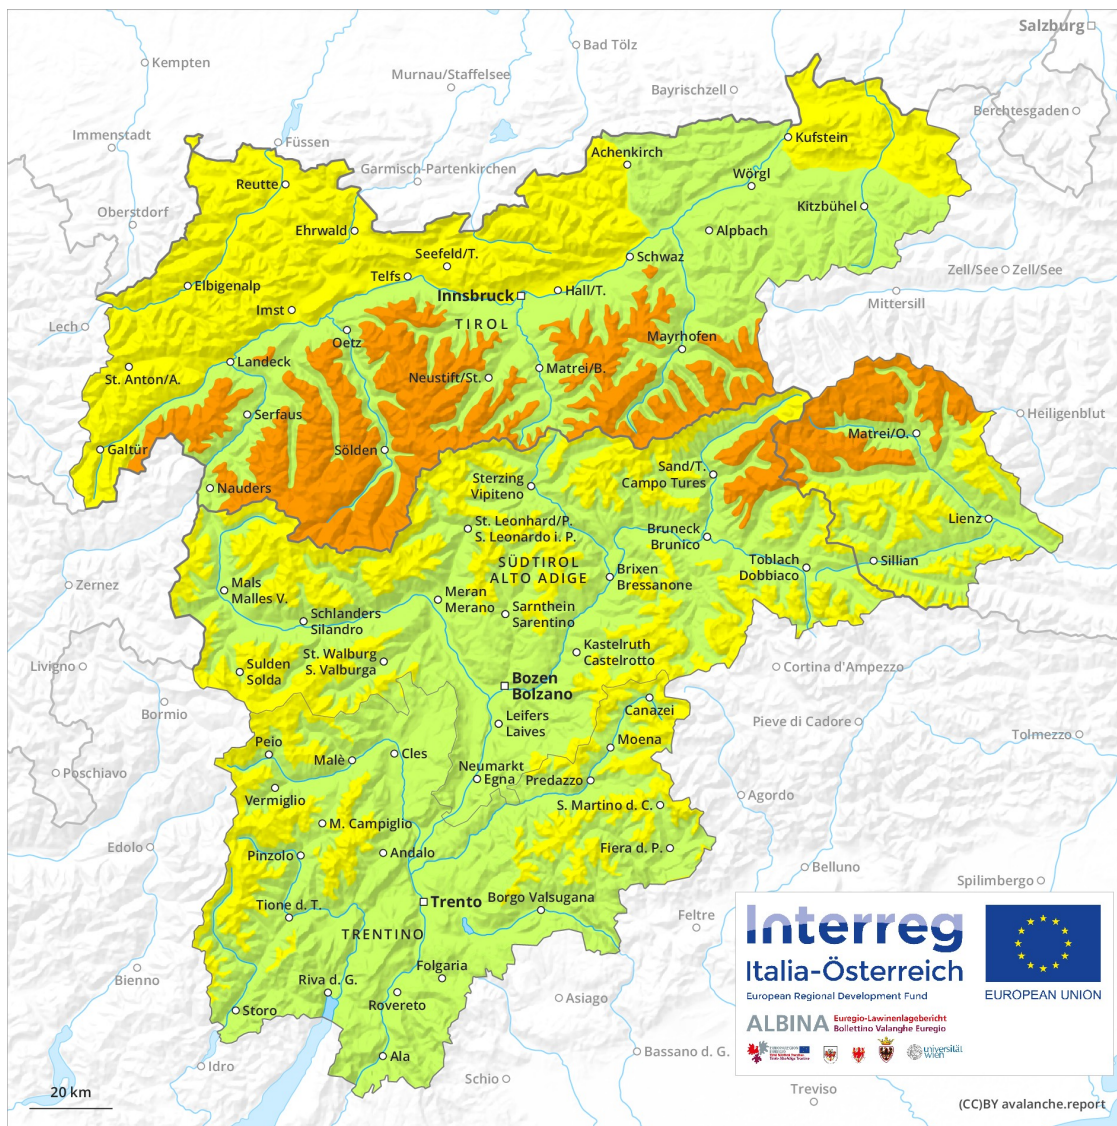 Salzburg
Bad Tölz
Kempten
Murnau/Staffelsee
Bayrischzell
Berchtesgaden
Immenstadt
Füssen
Kufstein
Achenkirch
Garmisch-Partenkirchen
Wörgl
Reutte
Oberstdorf
Kitzbühel
Ehrwald
Alpbach
Seefeld/T.
Schwaz
Telfs
Zell/See
Zell/See
Elbigenalp
Hall/T.
Innsbruck
Mittersill
Imst
Lech
TIROL
Mayrhofen
Oetz
Landeck
Matrei/B.
St. Anton/A.
Neustift/St.
Serfaus
Heiligenblut
Matrei/O.
Galtür
Sölden
Sand/T.
Campo Tures
Sterzing
Vipiteno
Nauders
Lienz
St. Leonhard/P.
S. Leonardo i. P.
Bruneck
Brunico
SÜDTIROL
ALTO ADIGE
Toblach
Dobbiaco
Sillian
Brixen
Bressanone
Zernez
Mals
Malles V.
Meran
Merano
Schlanders
Silandro
Sarnthein
Sarentino
Kastelruth
Castelrotto
St. Walburg
S. Valburga
Livigno
Sulden
Solda
Cortina d'Ampezzo
Bozen
Bolzano
Canazei
Bormio
Leifers
Laives
Pieve di Cadore
Tolmezzo
Peio
Moena
Malè
Cles
Poschiavo
Neumarkt
Egna
Predazzo
Vermiglio
Agordo
S. Martino d. C.
M. Campiglio
Edolo
Pinzolo
Andalo
Fiera d. P.
Belluno
Spilimbergo
Tione d. T.
Trento
Borgo Valsugana
Feltre
TRENTINO
Folgaria
Bienno
Riva d. G.
Rovereto
Asiago
Storo
Ala
Bassano d. G.
Idro
Schio
Treviso
Interreg
Italia-Österreich
European Regional Development Fund
EUROPEAN UNION
ALBINA
Euregio-Lawinenlagebericht
Bollettino Valanghe Euregio
universität
wien
20 km
(CC)BY avalanche.report